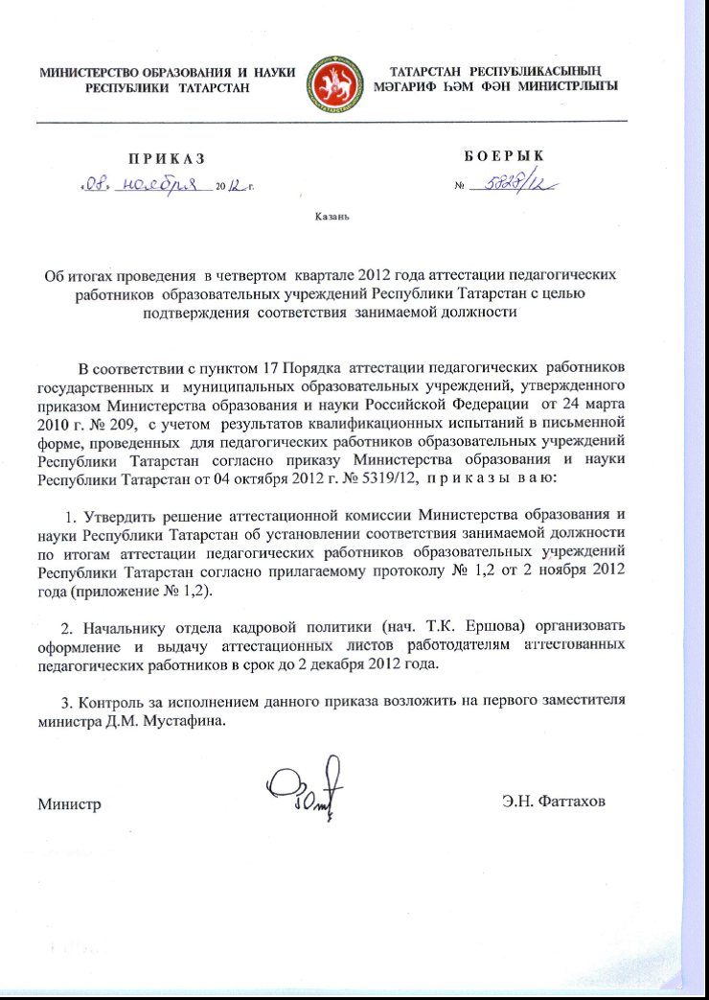 МИНИСТЕРСТВО ОБРАЗОВАНИЯ И НАУКИ
РЕСПУБЛИКИ ТАТАРСТАН
ТАТАРСТАН РЕСПУБЛИКАСЫНЫҢ
МӘГАРИФ ҺӘМ ФӘН МИНИСТРЛЫГЫ
ТАТАРСТАН
П Р И К А З
Б О Е Р Ы К
«08» ноября 2012 г.
№ 5828/12
Казань
Об итогах проведения в четвертом квартале 2012 года аттестации педагогических
работников образовательных учреждений Республики Татарстан с целью
подтверждения соответствия занимаемой должности
В соответствии с пунктом 17 Порядка аттестации педагогических работников
государственных и муниципальных образовательных учреждений, утвержденного
приказом Министерства образования и науки Российской Федерации от 24 марта
2010 г. № 209, с учетом результатов квалификационных испытаний в письменной
форме, проведенных для педагогических работников образовательных учреждений
Республики Татарстан согласно приказу Министерства образования и науки
Республики Татарстан от 04 октября 2012 г. № 5319/12, п р и к а з ы в а ю:
1. Утвердить решение аттестационной комиссии Министерства образования и
науки Республики Татарстан об установлении соответствия занимаемой должности
по итогам аттестации педагогических работников образовательных учреждений
Республики Татарстан согласно прилагаемому протоколу № 1,2 от 2 ноября 2012
года (приложение № 1,2).
2. Начальнику отдела кадровой политики (нач. Т.К. Ершова) организовать
оформление и выдачу аттестационных листов работодателям аттестованных
педагогических работников в срок до 2 декабря 2012 года.
3. Контроль за исполнением данного приказа возложить на первого заместителя
министра Д.М. Мустафина.
Министр
Э.Н. Фаттахов